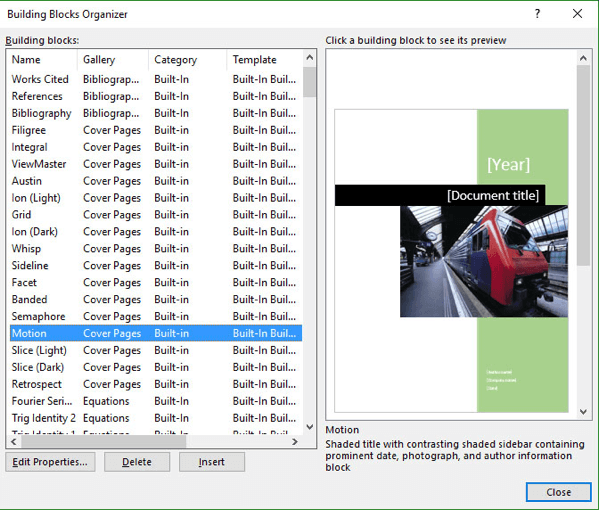 Building Blocks Organizer ?
Building blocks: Click a building block to see its preview
Name Gallery Category Template
Works Cited Bibliograp... Built-In Built-In Buil...
References Bibliograp... Built-In Built-In Buil...
Bibliography Bibliograp... Built-In Built-In Buil...
Filigree Cover Pages Built-in Built-In Buil...
Integral Cover Pages Built-in Built-In Buil...
ViewMaster Cover Pages Built-in Built-In Buil...
Austin Cover Pages Built-in Built-In Buil...
Ion (Light) Cover Pages Built-in Built-In Buil...
Grid Cover Pages Built-in Built-In Buil...
Ion (Dark) Cover Pages Built-in Built-In Buil...
Whisp Cover Pages Built-in Built-In Buil...
Sideline Cover Pages Built-in Built-In Buil...
Facet Cover Pages Built-in Built-In Buil...
Banded Cover Pages Built-in Built-In Buil...
Semaphore Cover Pages Built-in Built-In Buil...
Motion Cover Pages Built-in Built-In Buil...
Slice (Light) Cover Pages Built-in Built-In Buil...
Slice (Dark) Cover Pages Built-in Built-In Buil...
Retrospect Cover Pages Built-in Built-In Buil...
Fourier Seri... Equations Built-In Built-In Buil...
Trig Identity 2 Equations Built-In Built-In Buil...
Trig Identity 1 Equations Built-In Built-In Buil...
[Year]
[Document title]
Motion
Shaded title with contrasting shaded sidebar containing
prominent date, photograph, and author information
block
Edit Properties... Delete Insert
Close